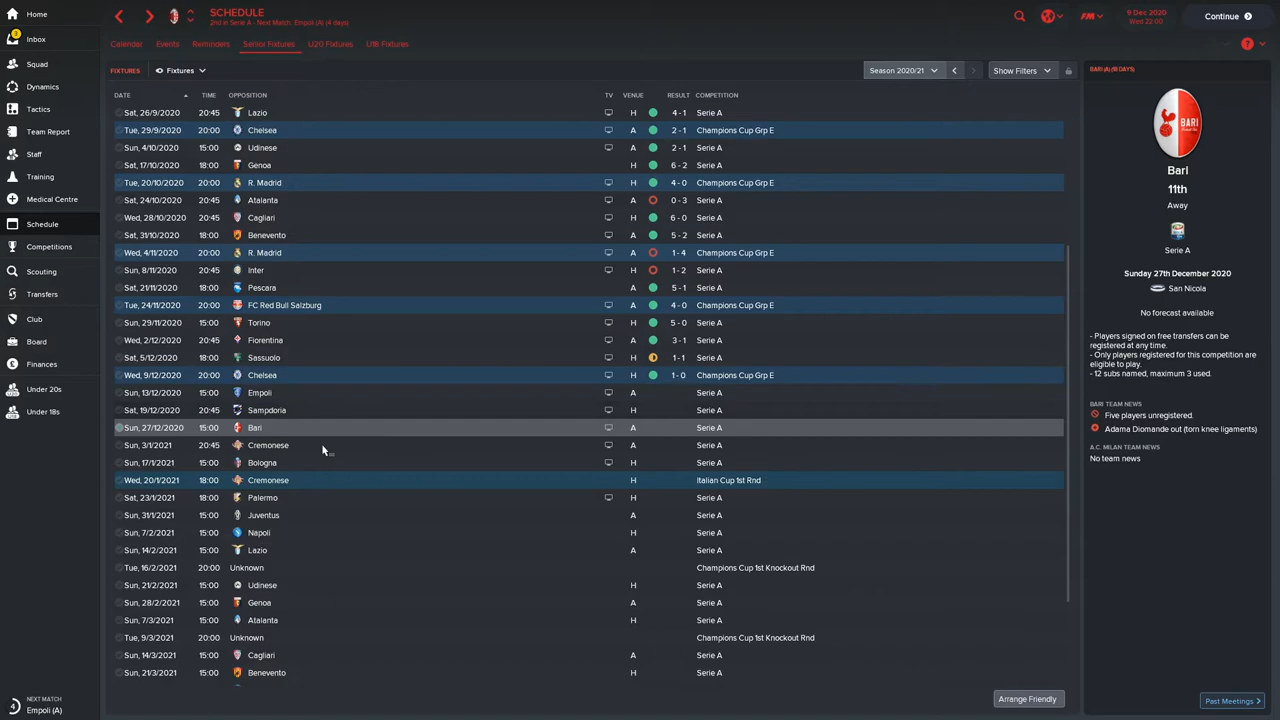 Home
SCHEDULE
2nd in Serie A - Next Match: Empoli (A) (4 days)
FM
9 Dec 2020
Wed 22:00
Continue
3
Inbox
Calendar Events Reminders Senior Fixtures U20 Fixtures U18 Fixtures
?
Squad
FIXTURES Fixtures Season 2020/21 Show Filters
BARI (A) (18 DAYS)
Dynamics
Tactics
Team Report
Staff
Training
Medical Centre
Schedule
Competitions
Scouting
Transfers
Club
Board
Finances
Under 20s
Under 18s
4
NEXT MATCH
Empoli (A)
DATE TIME OPPOSITION TV VENUE RESULT COMPETITION
Sat, 26/9/2020 20:45 Lazio H 4 - 1 Serie A
Tue, 29/9/2020 20:00 Chelsea A 2 - 1 Champions Cup Grp E
Sun, 4/10/2020 15:00 Udinese A 2 - 1 Serie A
Sat, 17/10/2020 18:00 Genoa H 6 - 2 Serie A
Tue, 20/10/2020 20:00 R. Madrid H 4 - 0 Champions Cup Grp E
Sat, 24/10/2020 20:45 Atalanta A 0 - 3 Serie A
Wed, 28/10/2020 20:45 Cagliari H 6 - 0 Serie A
Sat, 31/10/2020 18:00 Benevento A 5 - 2 Serie A
Wed, 4/11/2020 20:00 R. Madrid A 1 - 4 Champions Cup Grp E
Sun, 8/11/2020 20:45 Inter H 1 - 2 Serie A
Sat, 21/11/2020 18:00 Pescara A 5 - 1 Serie A
Tue, 24/11/2020 20:00 FC Red Bull Salzburg H 4 - 0 Champions Cup Grp E
Sun, 29/11/2020 15:00 Torino H 5 - 0 Serie A
Wed, 2/12/2020 20:45 Fiorentina A 3 - 1 Serie A
Sat, 5/12/2020 18:00 Sassuolo H 1 - 1 Serie A
Wed, 9/12/2020 20:00 Chelsea H 1 - 0 Champions Cup Grp E
Sun, 13/12/2020 15:00 Empoli A Serie A
Sat, 19/12/2020 20:45 Sampdoria H Serie A
Sun, 27/12/2020 15:00 Bari A Serie A
Sun, 3/1/2021 20:45 Cremonese A Serie A
Sun, 17/1/2021 15:00 Bologna H Serie A
Wed, 20/1/2021 18:00 Cremonese H Italian Cup 1st Rnd
Sat, 23/1/2021 18:00 Palermo H Serie A
Sun, 31/1/2021 15:00 Juventus A Serie A
Sun, 7/2/2021 15:00 Napoli H Serie A
Sun, 14/2/2021 15:00 Lazio A Serie A
Tue, 16/2/2021 20:00 Unknown Champions Cup 1st Knockout Rnd
Sun, 21/2/2021 15:00 Udinese H Serie A
Sun, 28/2/2021 15:00 Genoa A Serie A
Sun, 7/3/2021 15:00 Atalanta H Serie A
Tue, 9/3/2021 20:00 Unknown Champions Cup 1st Knockout Rnd
Sun, 14/3/2021 15:00 Cagliari A Serie A
Sun, 21/3/2021 15:00 Benevento H Serie A
Arrange Friendly
BARI
Bari
11th
Away
Serie A
Sunday 27th December 2020
San Nicola
No forecast available
- Players signed on free transfers can be
registered at any time.
- Only players registered for this competition are
eligible to play.
- 12 subs named, maximum 3 used.
BARI TEAM NEWS
Five players unregistered.
Adama Diomande out (torn knee ligaments)
A.C. MILAN TEAM NEWS
No team news
Past Meetings